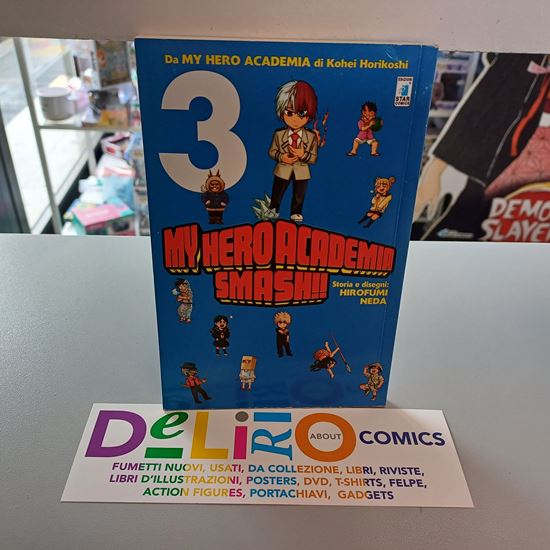 Da MY HERO ACADEMIA di Kohei Horikoshi
3
STAR
COMICS
MY HERO ACADEMIA
SMASH!!
Storia e disegni:
HIROFUMI
NEDA
DEMON
SLAYER
DeLiRiO ABOUT COMICS
FUMETTI NUOVI, USATI, DA COLLEZIONE, LIBRI, RIVISTE,
LIBRI D'ILLUSTRAZIONI, POSTERS, DVD, T-SHIRTS, FELPE,
ACTION FIGURES, PORTACHIAVI, GADGETS